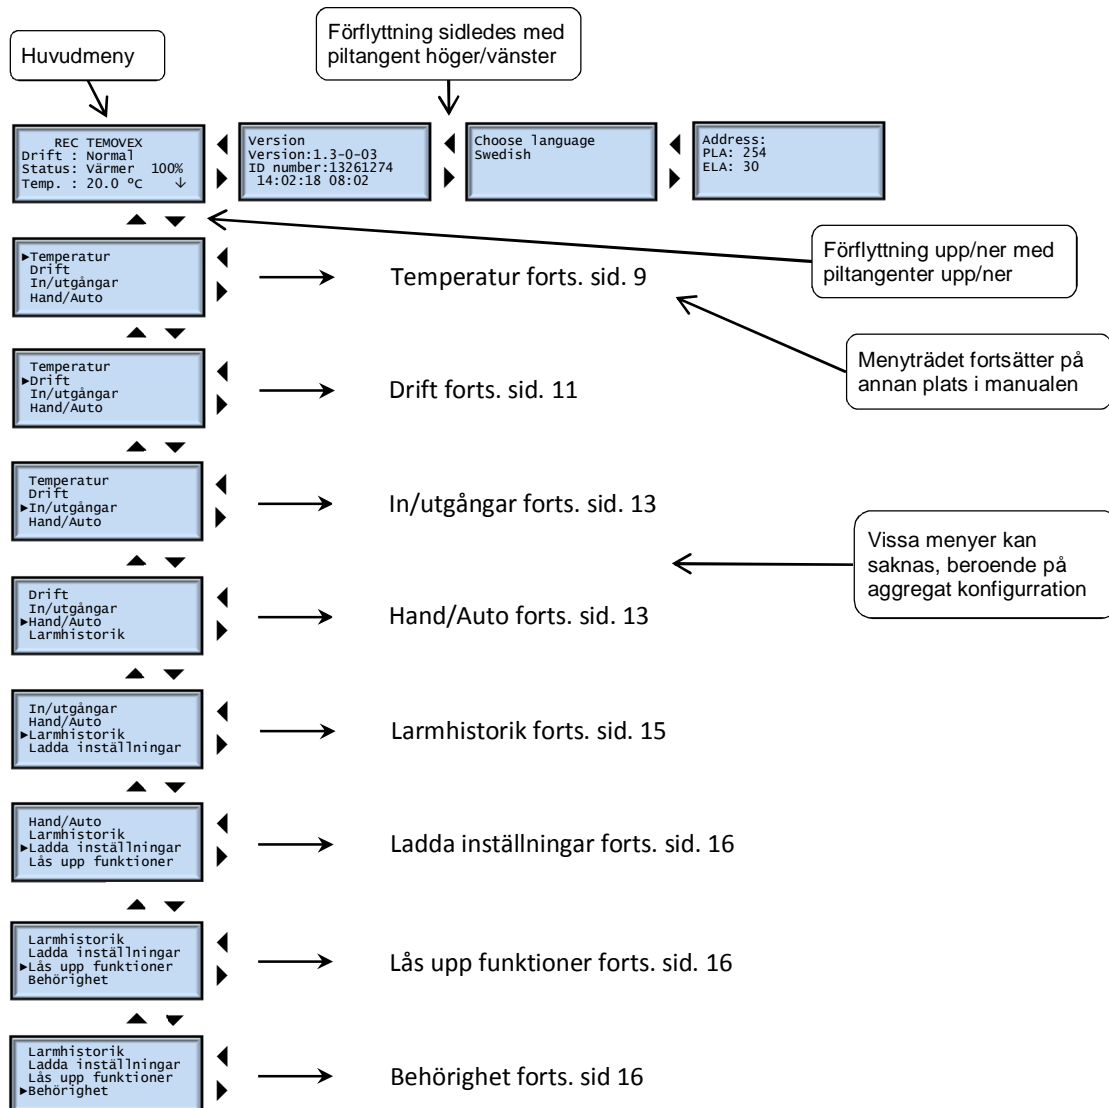 Huvudmeny
Förflyttning sidledes med
piltangent höger/vänster
REC TEMOVEX
Drift : Normal
Status: Värmer 100%
Temp. : 20.0 ºC ↓
Version
Version:1.3-0-03
ID number:13261274
14:02:18 08:02
Choose language
Swedish
Address:
PLA: 254
ELA: 30
Förflyttning upp/ner med
piltangenter upp/ner
►Temperatur
Drift
In/utgångar
Hand/Auto
Temperatur forts. sid. 9
Menyträdet fortsätter på
annan plats i manualen
Temperatur
►Drift
In/utgångar
Hand/Auto
Drift forts. sid. 11
Temperatur
Drift
►In/utgångar
Hand/Auto
In/utgångar forts. sid. 13
Vissa menyer kan
saknas, beroende på
aggregat konfigurration
Drift
In/utgångar
►Hand/Auto
Larmhistorik
Hand/Auto forts. sid. 13
In/utgångar
Hand/Auto
►Larmhistorik
Ladda inställningar
Larmhistorik forts. sid. 15
Hand/Auto
Larmhistorik
►Ladda inställningar
Lås upp funktioner
Ladda inställningar forts. sid. 16
Larmhistorik
Ladda inställningar
►Lås upp funktioner
Behörighet
Lås upp funktioner forts. sid. 16
Larmhistorik
Ladda inställningar
Lås upp funktioner
►Behörighet
Behörighet forts. sid 16